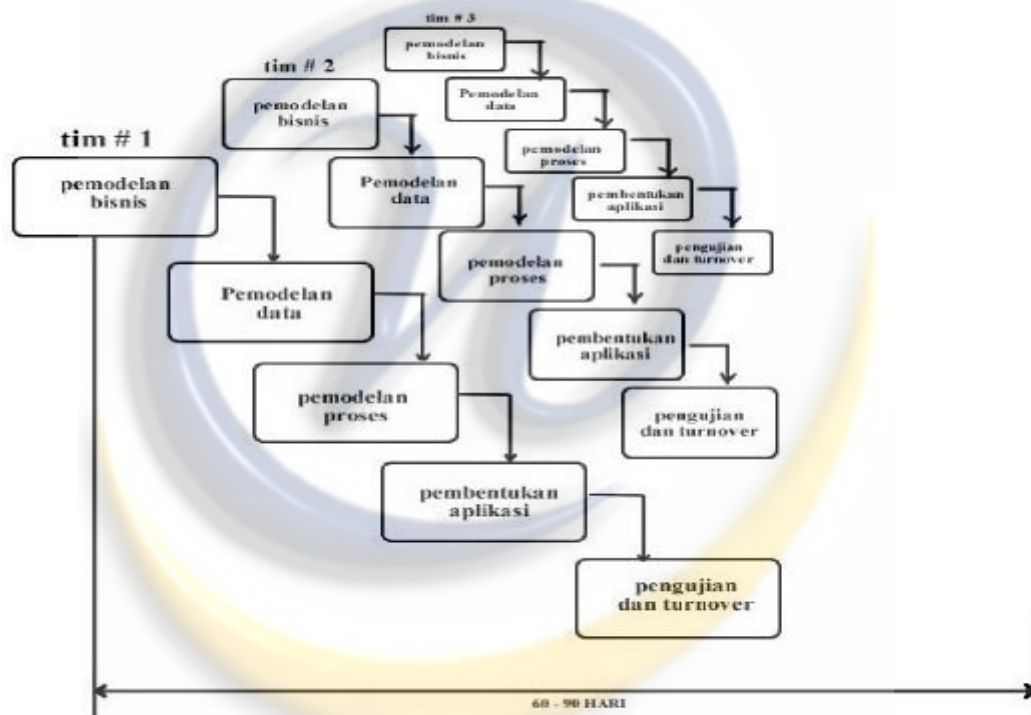 tim # 1
pemodelan
bisnis
Pemodelan
data
pemodelan
proses
pembentukan
aplikasi
pengujian
dan turnover
tim # 2
pemodelan
bisnis
Pemodelan
data
pemodelan
proses
pembentukan
aplikasi
pengujian
dan turnover
tim # 3
pemodelan
bisnis
Pemodelan
data
pemodelan
proses
pembentukan
aplikasi
pengujian
dan turnover
60 - 90 HARI